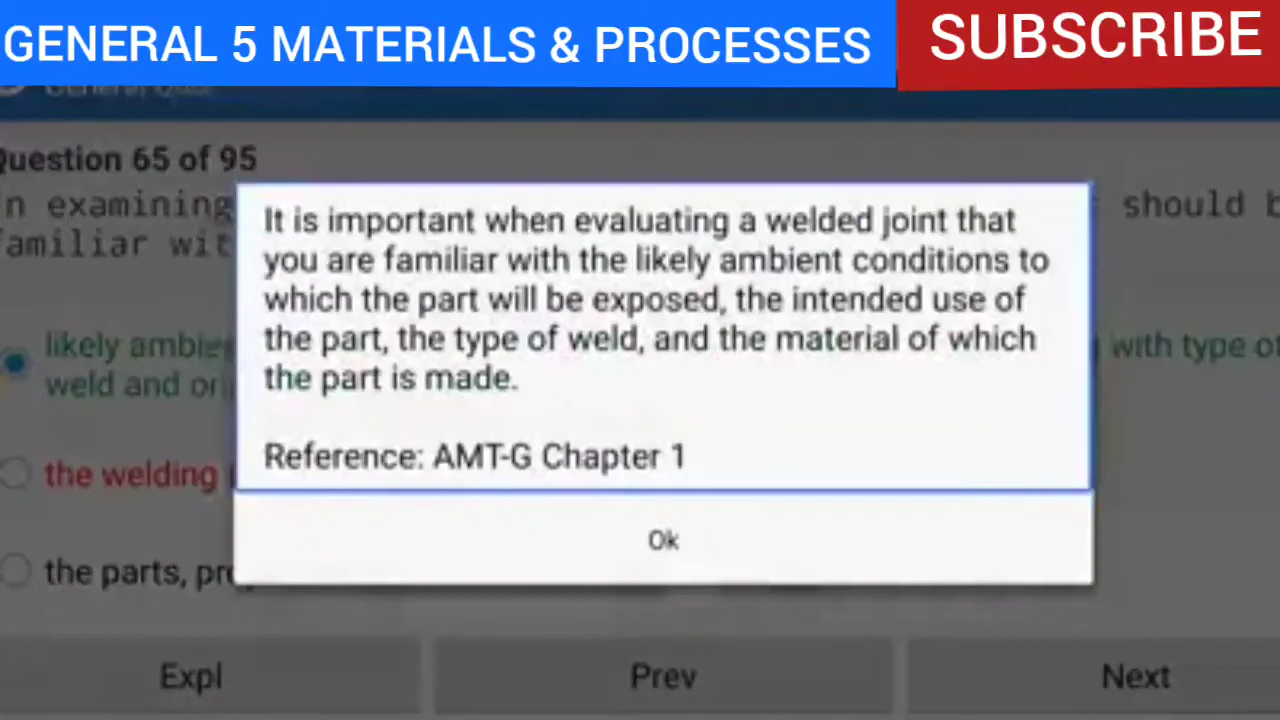 GENERAL 5 MATERIALS & PROCESSES
SUBSCRIBE
Question 65 of 95
n examining should b
familiar wit
It is important when evaluating a welded joint that
you are familiar with the likely ambient conditions to
which the part will be exposed, the intended use of
the part, the type of weld, and the material of which
the part is made.
Reference: AMT-G Chapter 1
Ok
likely ambie with type of
weld and ori
the welding
the parts, pro
Expl
Prev
Next